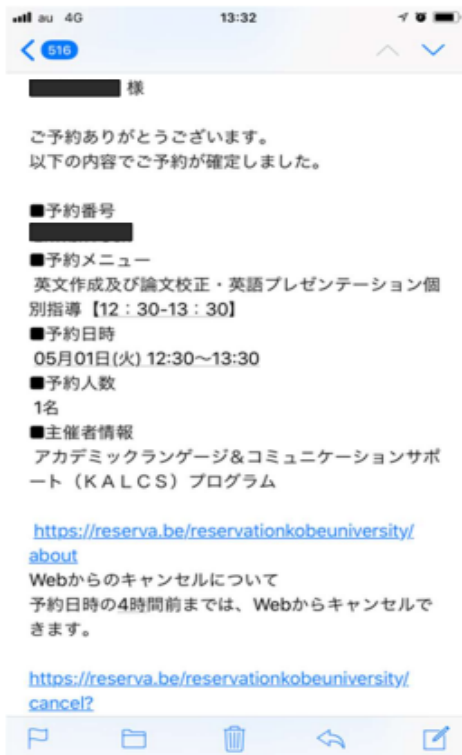 au 4G 13:32
516
様
ご予約ありがとうございます。
以下の内容でご予約が確定しました。
■予約番号
■予約メニュー
英文作成及び論文校正・英語プレゼンテーション個
別指導【12：30-13：30】
■予約日時
05月01日(火) 12:30〜13:30
■予約人数
1名
■主催者情報
アカデミックランゲージ&コミュニケーションサポ
ート（ＫＡＬＣＳ）プログラム
https://reserva.be/reservationkobeuniversity/
about
Webからのキャンセルについて
予約日時の4時間前までは、Webからキャンセルで
きます。
https://reserva.be/reservationkobeuniversity/
cancel?